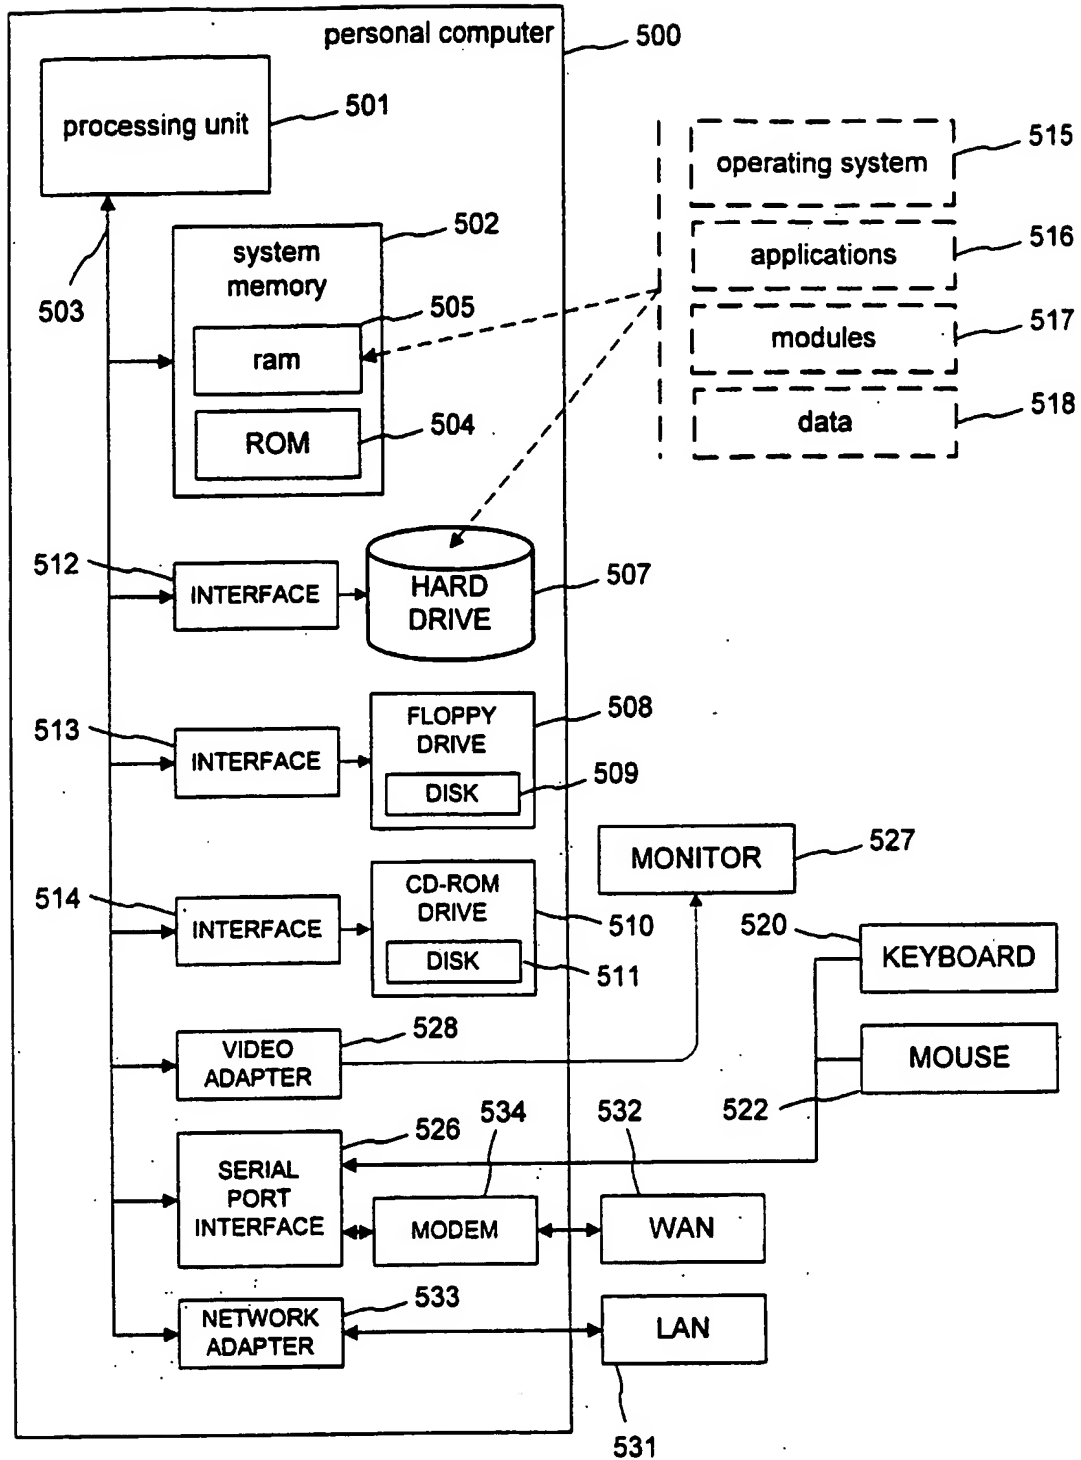 personal computer
500
processing unit
501
515
operating system
503
502
system
memory
505
ram
504
ROM
516
applications
517
modules
518
data
512
INTERFACE
HARD
DRIVE
507
513
INTERFACE
FLOPPY
DRIVE
508
DISK
509
514
INTERFACE
CD-ROM
DRIVE
510
DISK
511
MONITOR
527
520
KEYBOARD
MOUSE
522
VIDEO
ADAPTER
528
526
SERIAL
PORT
INTERFACE
534
MODEM
532
WAN
NETWORK
ADAPTER
533
LAN
531